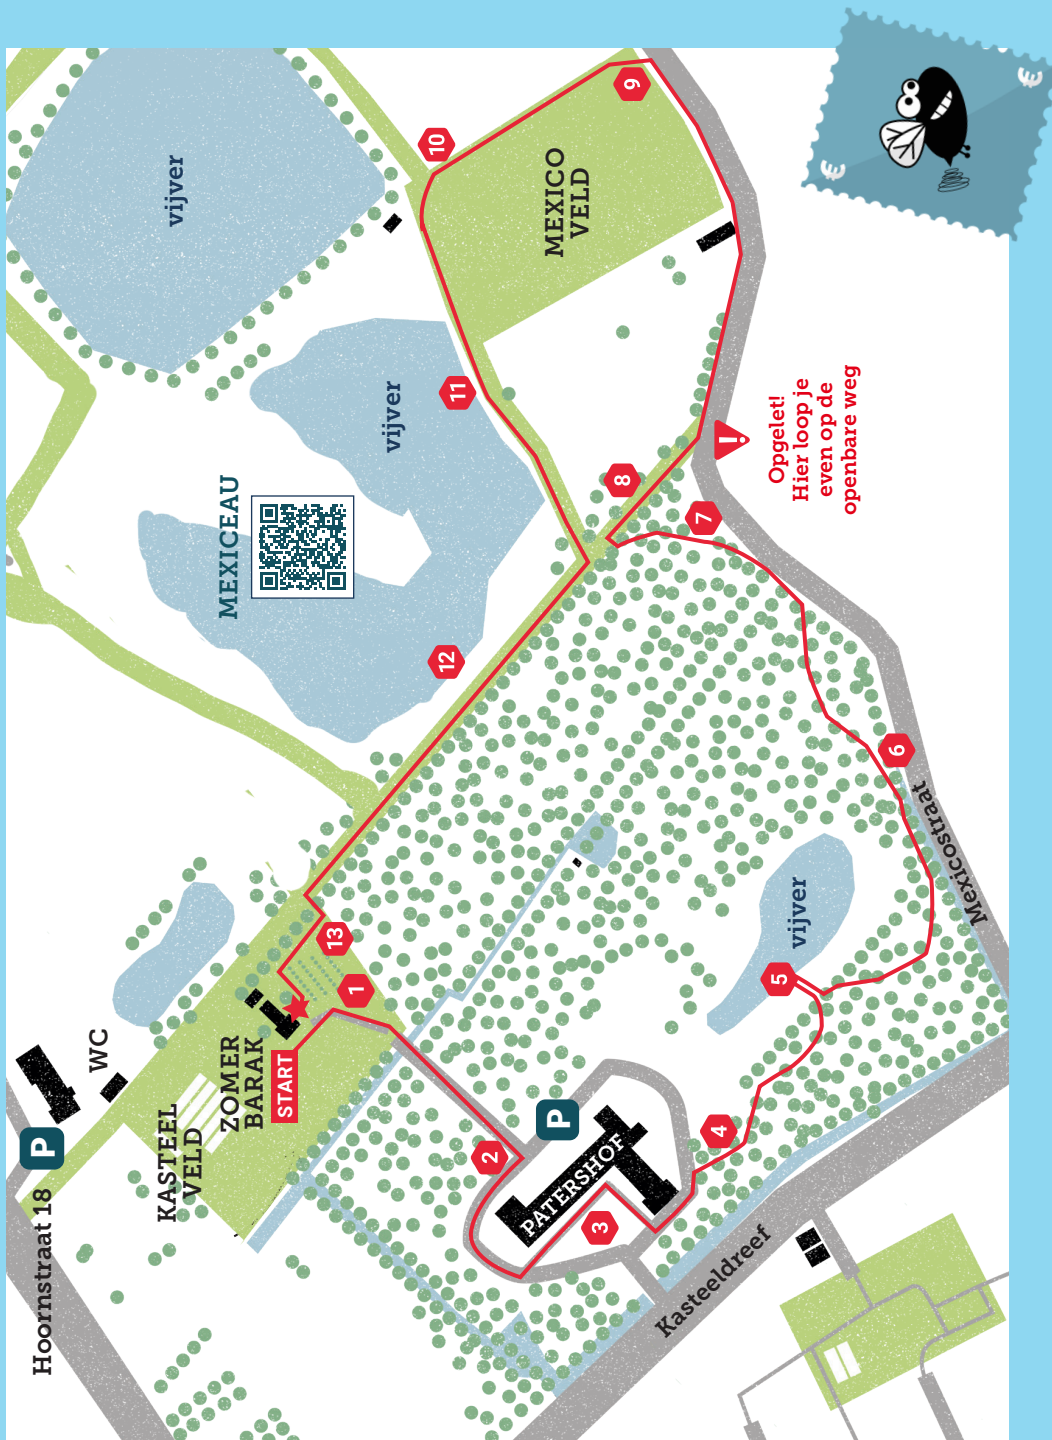 vijver
MEXICO
VELD
vijver
MEXICEAU
Opgelet!
Hier loop je
even op de
openbare weg
9
10
11
8
7
12
6
Mexicostraat
vijver
5
13
1
START
ZOMER
BARAK
WC
P
KASTEEL
VELD
Hoornstraat 18
P
PATERSHOF
2
3
4
Kasteeldreef
€
€
!